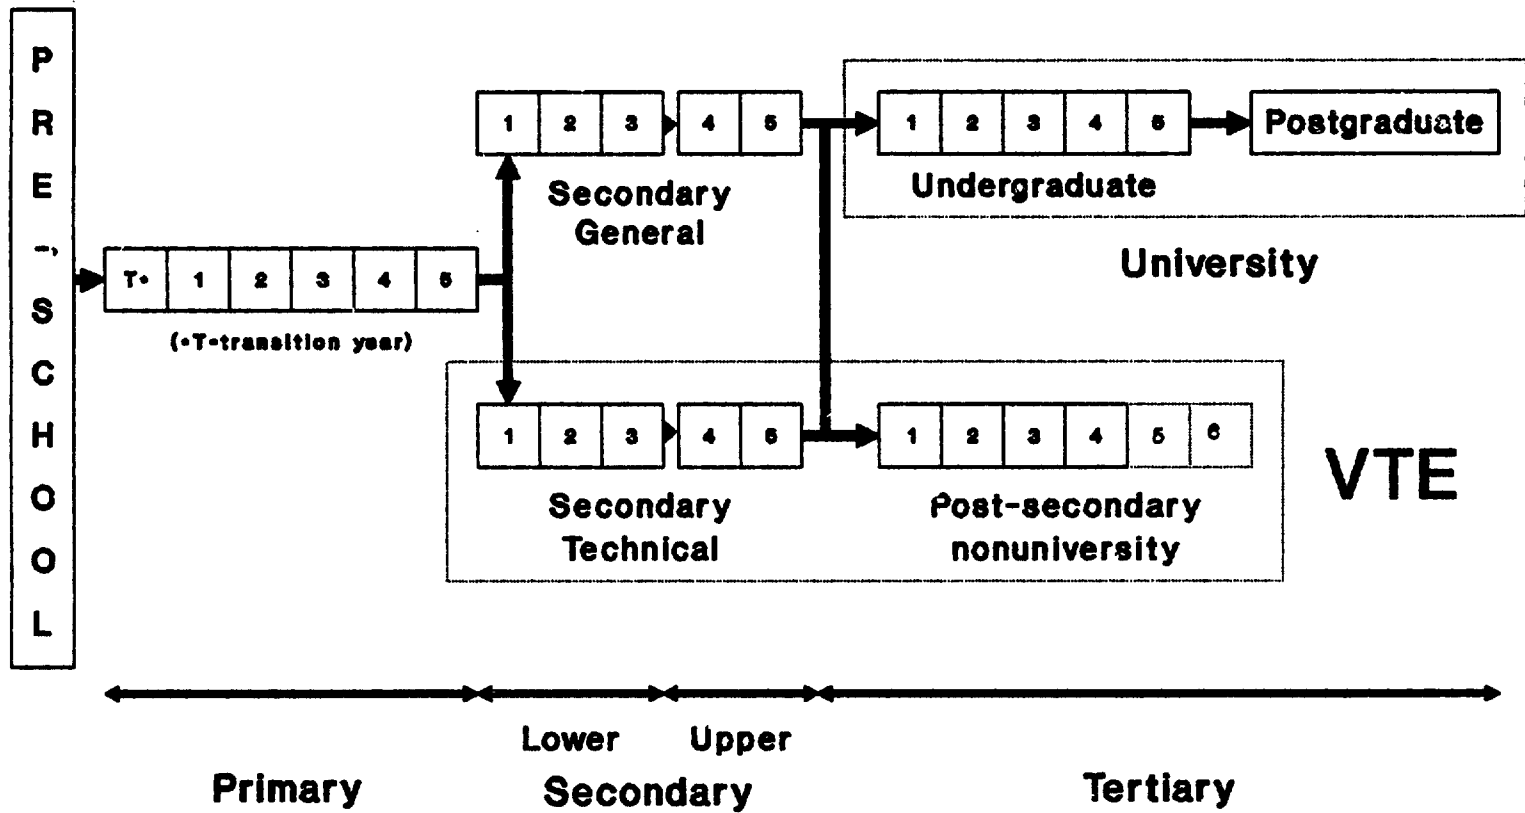 PRE-SCHOOL
1 2 3 4 5
1 2 3 4 5
Postgraduate
Secondary
General
Undergraduate
University
T* 1 2 3 4 5
(*T-transition year)
1 2 3 4 5
1 2 3 4 5 6
Secondary
Technical
Post-secondary
nonuniversity
VTE
Lower
Upper
Primary
Secondary
Tertiary